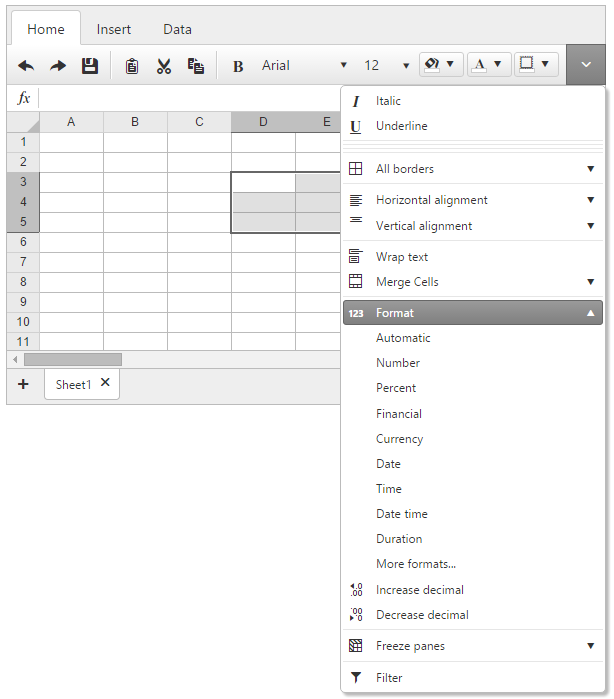 Home Insert Data
B Arial 12 A
fx
I Italic
U Underline
A B C D E
1
2
3
4
5
6
7
8
9
10
11
All borders
Horizontal alignment
Vertical alignment
Wrap text
Merge Cells
123 Format
Automatic
Number
Percent
Financial
Currency
Date
Time
Date time
Duration
More formats...
.0 .00 Increase decimal
.00 .0 Decrease decimal
Freeze panes
Filter
+ Sheet1 ✕